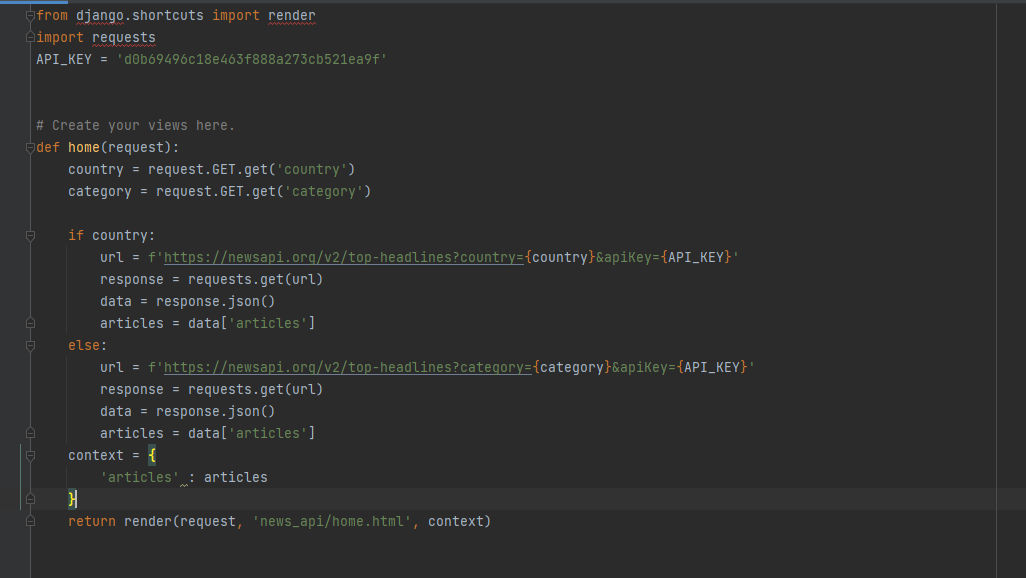 from django.shortcuts import render
import requests
API_KEY = 'd0b69496c18e463f888a273cb521ea9f'
# Create your views here.
def home(request):
    country = request.GET.get('country')
    category = request.GET.get('category')
    if country:
        url = f'https://newsapi.org/v2/top-headlines?country={country}&apiKey={API_KEY}'
        response = requests.get(url)
        data = response.json()
        articles = data['articles']
    else:
        url = f'https://newsapi.org/v2/top-headlines?category={category}&apiKey={API_KEY}'
        response = requests.get(url)
        data = response.json()
        articles = data['articles']
    context = {
        'articles' : articles
    }
    return render(request, 'news_api/home.html', context)